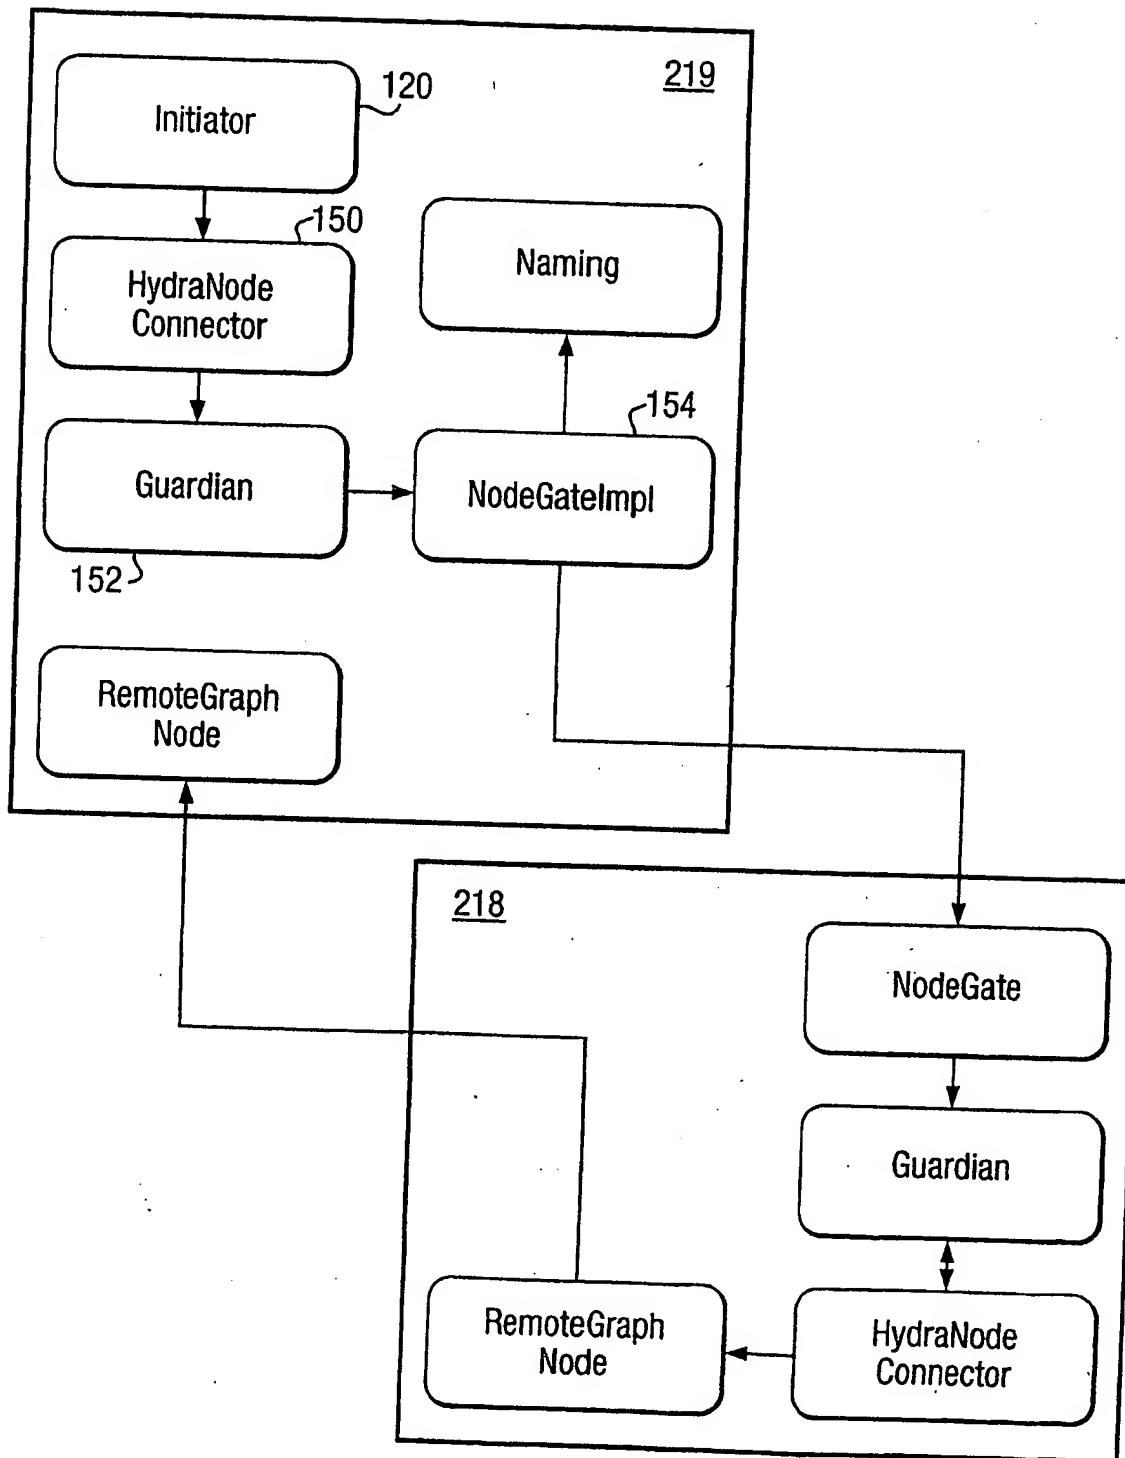 219
120
Initiator
150
HydraNode
Connector
Naming
154
Guardian
NodeGateImpl
152
RemoteGraph
Node
218
NodeGate
Guardian
RemoteGraph
Node
HydraNode
Connector